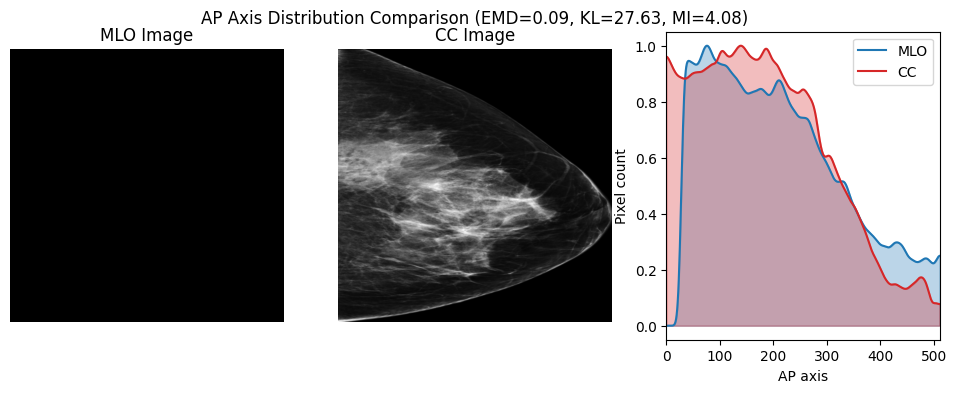 AP Axis Distribution Comparison (EMD=0.09, KL=27.63, MI=4.08)
MLO Image
CC Image
1.0
0.8
0.6
0.4
0.2
0.0
Pixel count
MLO
CC
0 100 200 300 400 500
AP axis